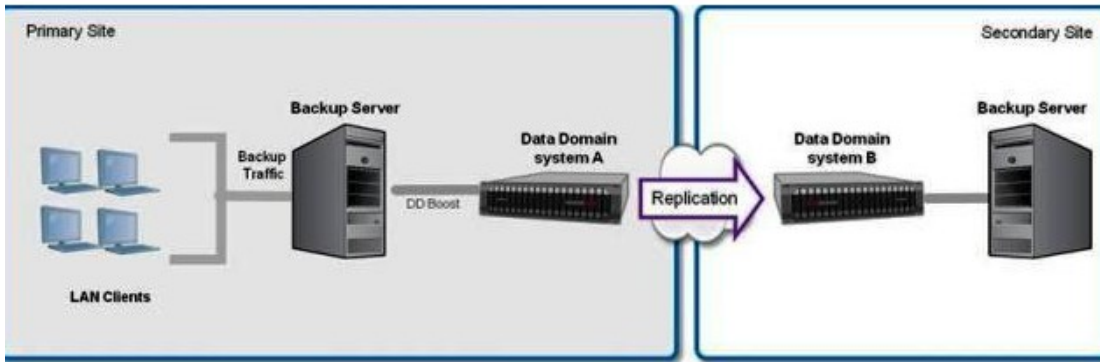 Primary Site
Secondary Site
Backup Server
Backup Server
Data Domain
system A
Data Domain
system B
Backup
Traffic
Replication
DD Boost
LAN Clients